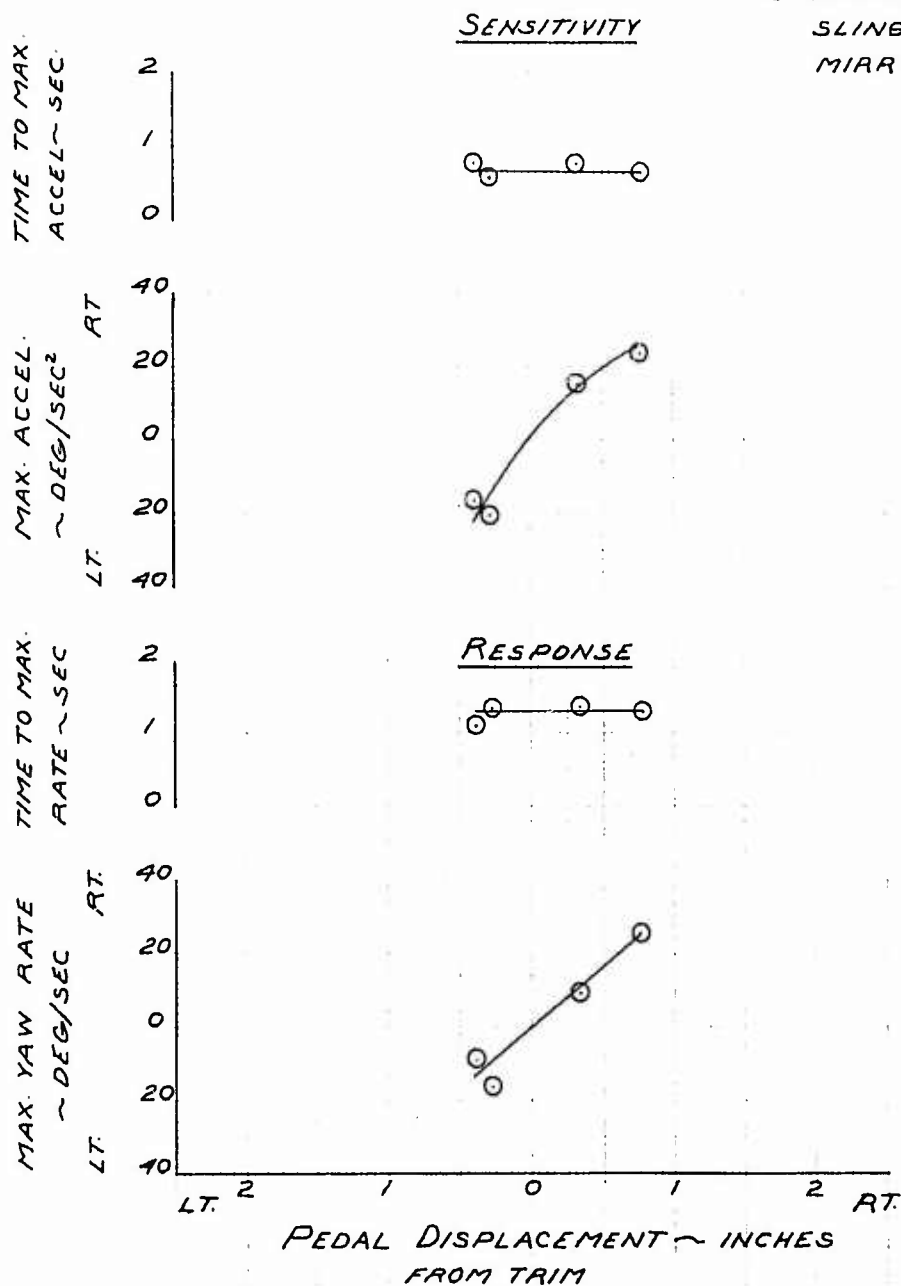 SENSITIVITY
TIME TO MAX.
ACCEL ~ SEC
2
1
0
MAX. ACCEL.
~ DEG/SEC²
LT. RT
40
20
0
20
40
RESPONSE
TIME TO MAX.
RATE ~ SEC
2
1
0
MAX. YAW RATE
~ DEG/SEC
LT. RT.
40
20
0
20
40
LT. 2 1 0 1 2 RT.
PEDAL DISPLACEMENT ~ INCHES
FROM TRIM